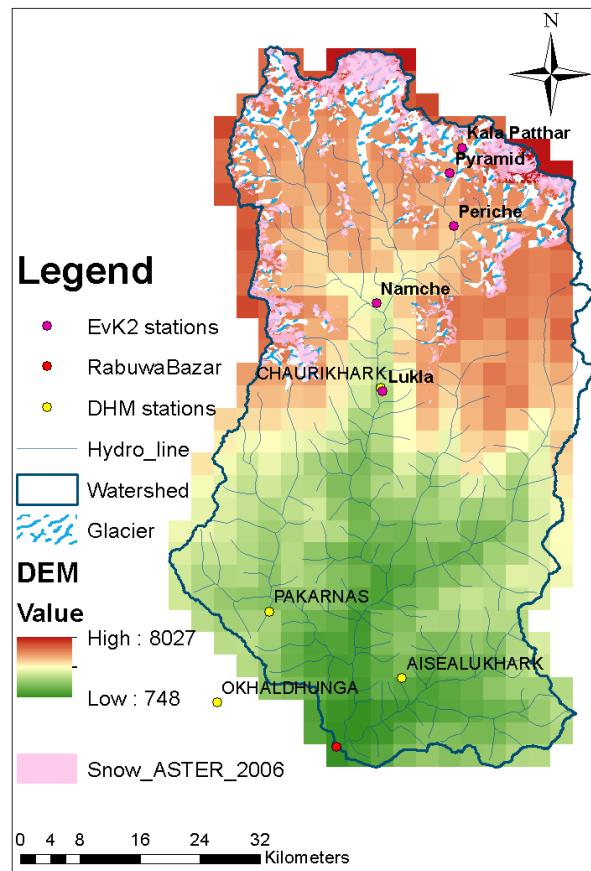 N
Kala Patthar
Pyramid
Periche
Namche
CHAURIKHARK
Lukla
PAKARNAS
AISEALUKHARK
OKHALDHUNGA
Legend
EvK2 stations
RabuwaBazar
DHM stations
Hydro_line
Watershed
Glacier
DEM
Value
High : 8027
Low : 748
Snow_ASTER_2006
0 4 8 16 24 32
Kilometers